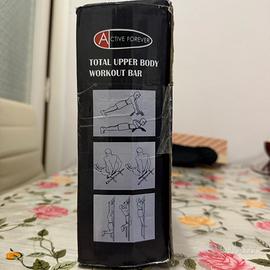 ACTIVE FOREVER
TOTAL UPPER BODY
WORKOUT BAR